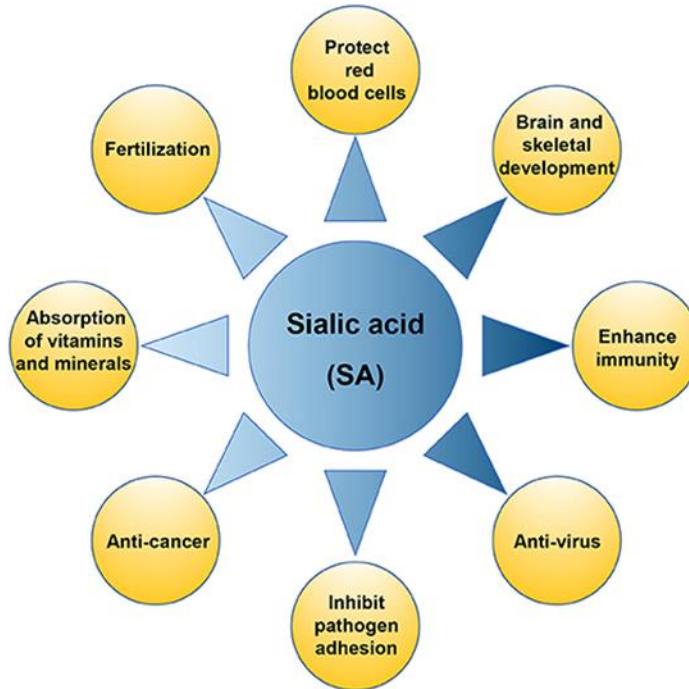 Protect
red
blood cells
Fertilization
Brain and
skeletal
development
Sialic acid
(SA)
Absorption
of vitamins
and minerals
Enhance
immunity
Anti-cancer
Anti-virus
Inhibit
pathogen
adhesion